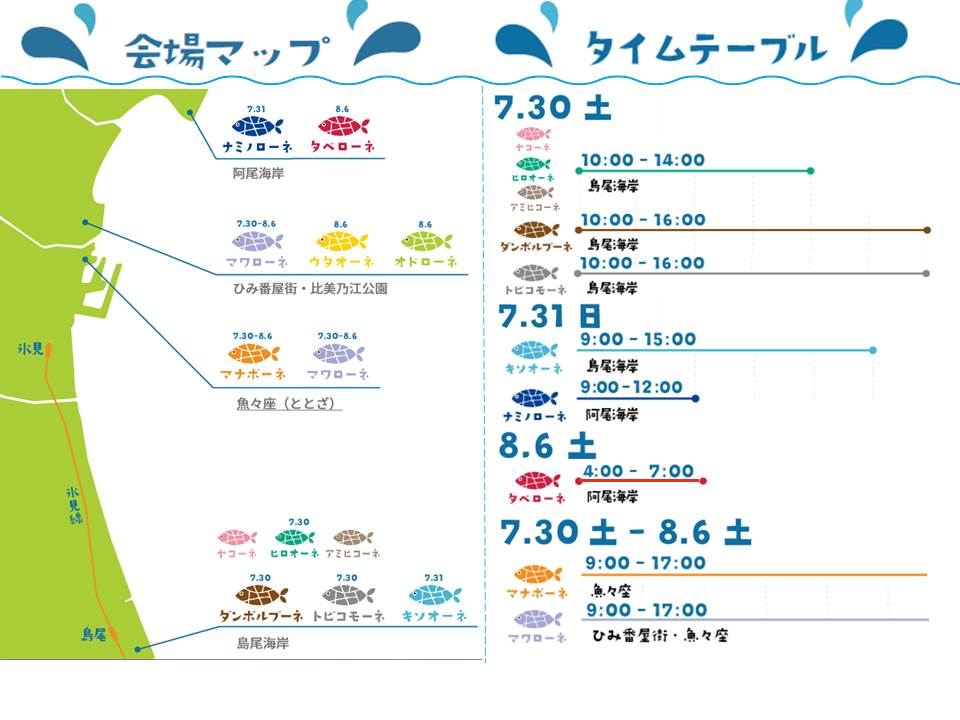 会場マップ
7.31 8.6
ナミノローネ タベローネ
阿尾海岸
7.30-8.6 8.6 8.6
マワローネ ウタオーネ オドローネ
ひみ番屋街・比美乃江公園
7.30-8.6 7.30-8.6
マナボーネ マワローネ
魚々座（ととざ）
氷見
氷見線
7.30
ヤコーネ ヒロオーネ アミヒコーネ
7.30 7.30 7.31
ダンボルブーネ トビコモーネ キソオーネ
島尾
島尾海岸
タイムテーブル
7.30 土
ヤコーネ
ヒロオーネ
アミヒコーネ
10:00 - 14:00
島尾海岸
ダンボルブーネ
10:00 - 16:00
島尾海岸
トビコモーネ
10:00 - 16:00
島尾海岸
7.31 日
キソオーネ
9:00 - 15:00
島尾海岸
ナミノローネ
9:00 - 12:00
阿尾海岸
8.6 土
タベローネ
4:00 - 7:00
阿尾海岸
7.30 土 - 8.6 土
マナボーネ
9:00 - 17:00
魚々座
マワローネ
9:00 - 17:00
ひみ番屋街・魚々座